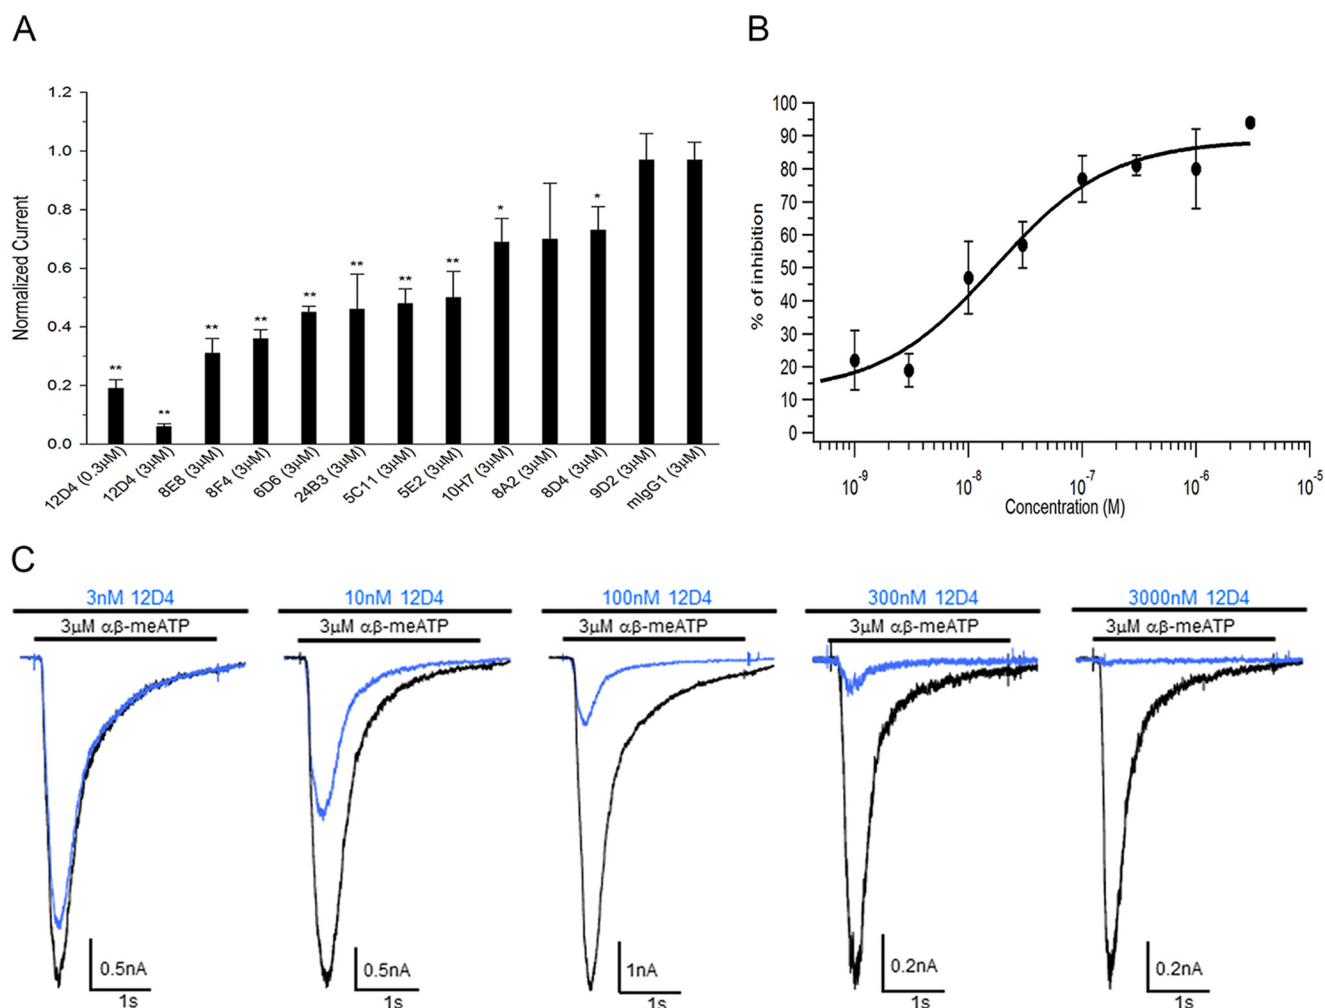 A
B
Normalized Current
1.2
1.0
0.8
0.6
0.4
0.2
0.0
**
**
**
**
**
**
**
**
*
*
12D4 (0.3μM)
12D4 (3μM)
8E8 (3μM)
8F4 (3μM)
6D6 (3μM)
24B3 (3μM)
5C11 (3μM)
5E2 (3μM)
10H7 (3μM)
8A2 (3μM)
8D4 (3μM)
9D2 (3μM)
mIgG1 (3μM)
% of inhibition
100
90
80
70
60
50
40
30
20
10
0
10-9
10-8
10-7
10-6
10-5
Concentration (M)
C
3nM 12D4
3μM αβ-meATP
0.5nA
1s
10nM 12D4
3μM αβ-meATP
0.5nA
1s
100nM 12D4
3μM αβ-meATP
1nA
1s
300nM 12D4
3μM αβ-meATP
0.2nA
1s
3000nM 12D4
3μM αβ-meATP
0.2nA
1s